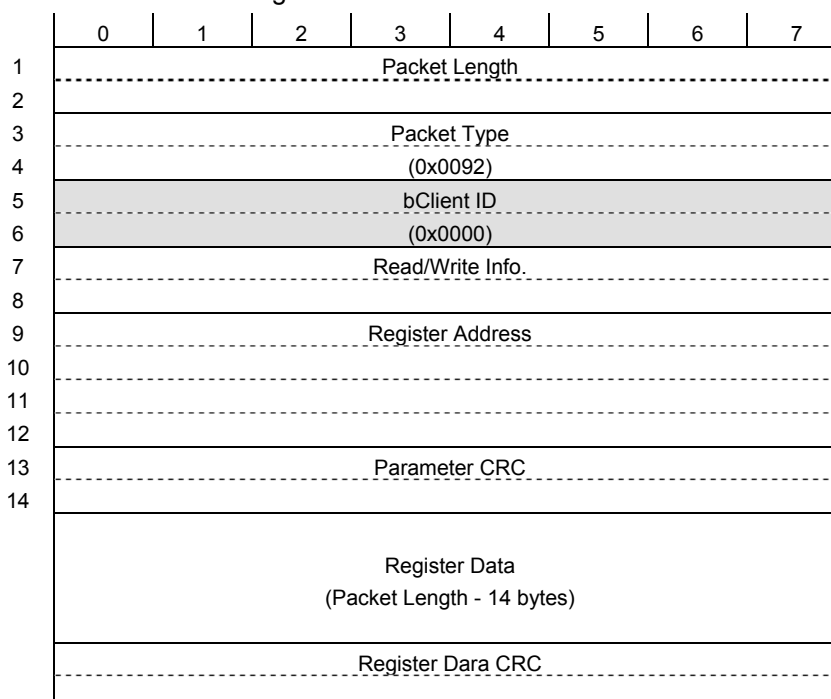 0 1 2 3 4 5 6 7
1 Packet Length
2
3 Packet Type
4 (0x0092)
5 bClient ID
6 (0x0000)
7 Read/Write Info.
8
9 Register Address
10
11
12
13 Parameter CRC
14
Register Data
(Packet Length - 14 bytes)
Register Dara CRC